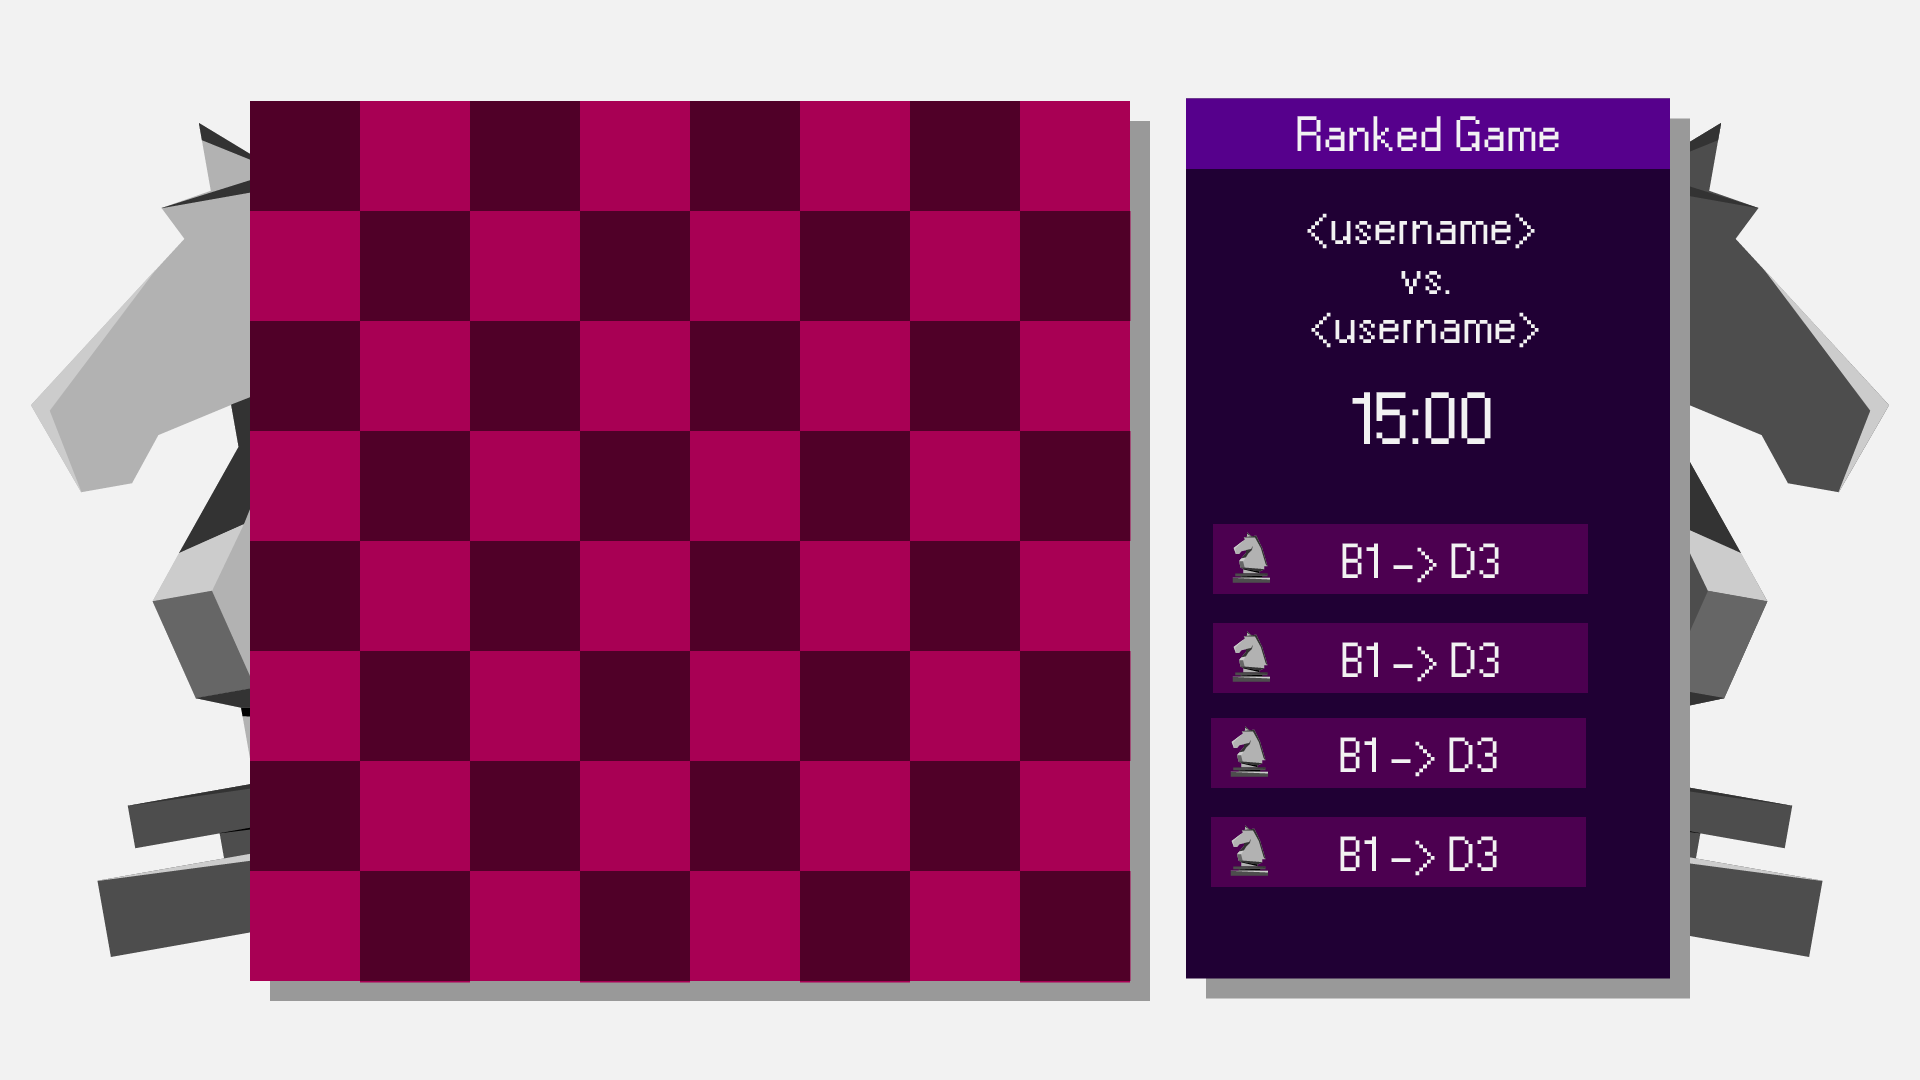 Ranked Game
<username>
vs.
<username>
15:00
B1 -> D3
B1 -> D3
B1 -> D3
B1 -> D3